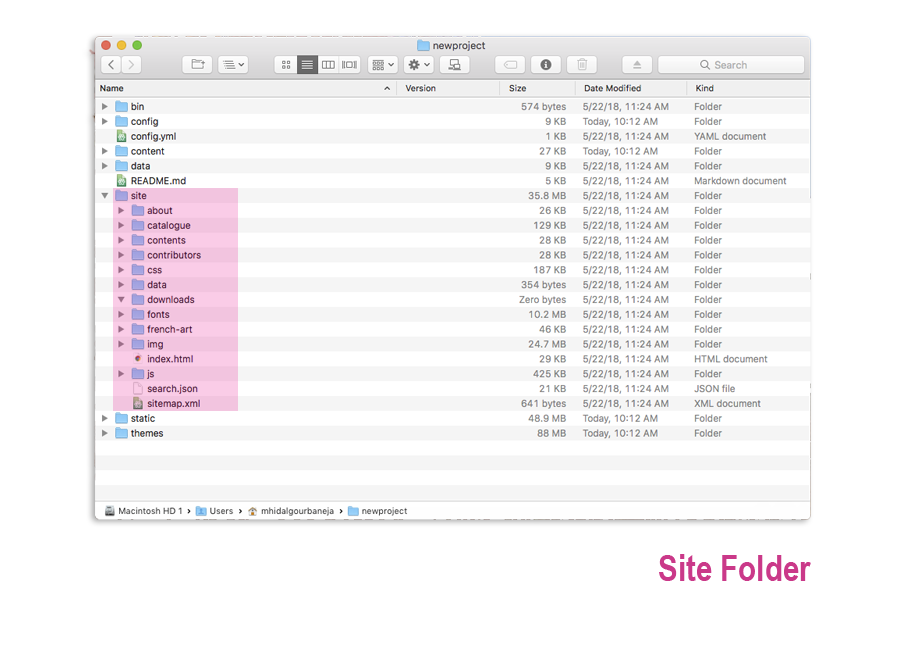 newproject
Search
Name Version Size Date Modified Kind
bin 574 bytes 5/22/18, 11:24 AM Folder
config 9 KB Today, 10:12 AM Folder
config.yml 1 KB 5/22/18, 11:24 AM YAML document
content 27 KB Today, 10:12 AM Folder
data 9 KB 5/22/18, 11:24 AM Folder
README.md 5 KB 5/22/18, 11:24 AM Markdown document
site 35.8 MB 5/22/18, 11:24 AM Folder
about 26 KB 5/22/18, 11:24 AM Folder
catalogue 129 KB 5/22/18, 11:24 AM Folder
contents 28 KB 5/22/18, 11:24 AM Folder
contributors 28 KB 5/22/18, 11:24 AM Folder
css 187 KB 5/22/18, 11:24 AM Folder
data 354 bytes 5/22/18, 11:24 AM Folder
downloads Zero bytes 5/22/18, 11:24 AM Folder
fonts 10.2 MB 5/22/18, 11:24 AM Folder
french-art 46 KB 5/22/18, 11:24 AM Folder
img 24.7 MB 5/22/18, 11:24 AM Folder
index.html 29 KB 5/22/18, 11:24 AM HTML document
js 425 KB 5/22/18, 11:24 AM Folder
search.json 21 KB 5/22/18, 11:24 AM JSON file
sitemap.xml 641 bytes 5/22/18, 11:24 AM XML document
static 48.9 MB Today, 10:12 AM Folder
themes 88 MB Today, 10:12 AM Folder
Macintosh HD 1 › Users › mhidalgourbaneja › newproject
Site Folder